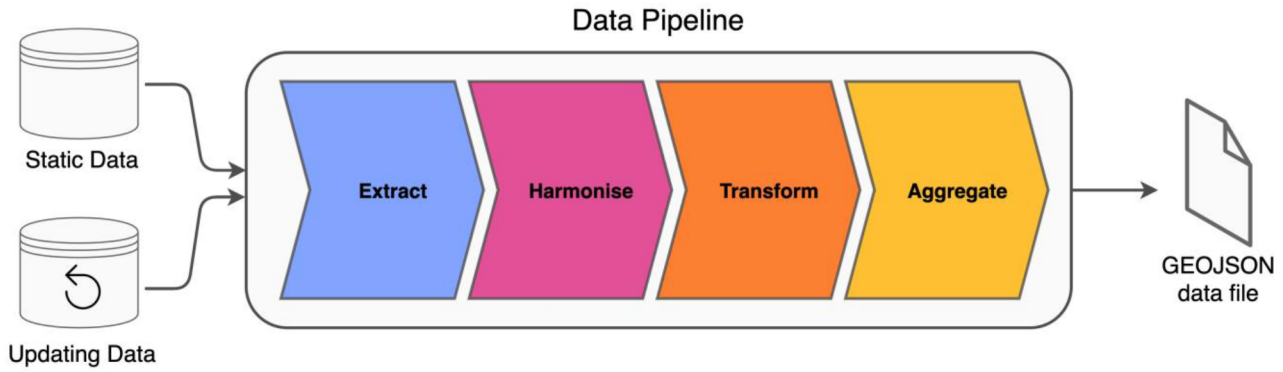 Data Pipeline
Static Data
Updating Data
Extract
Harmonise
Transform
Aggregate
GEOJSON
data file